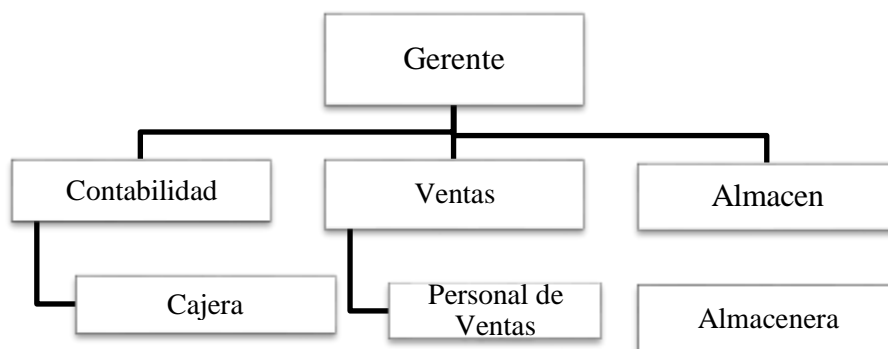 Gerente
Contabilidad
Ventas
Almacen
Cajera
Personal de
Ventas
Almacenera